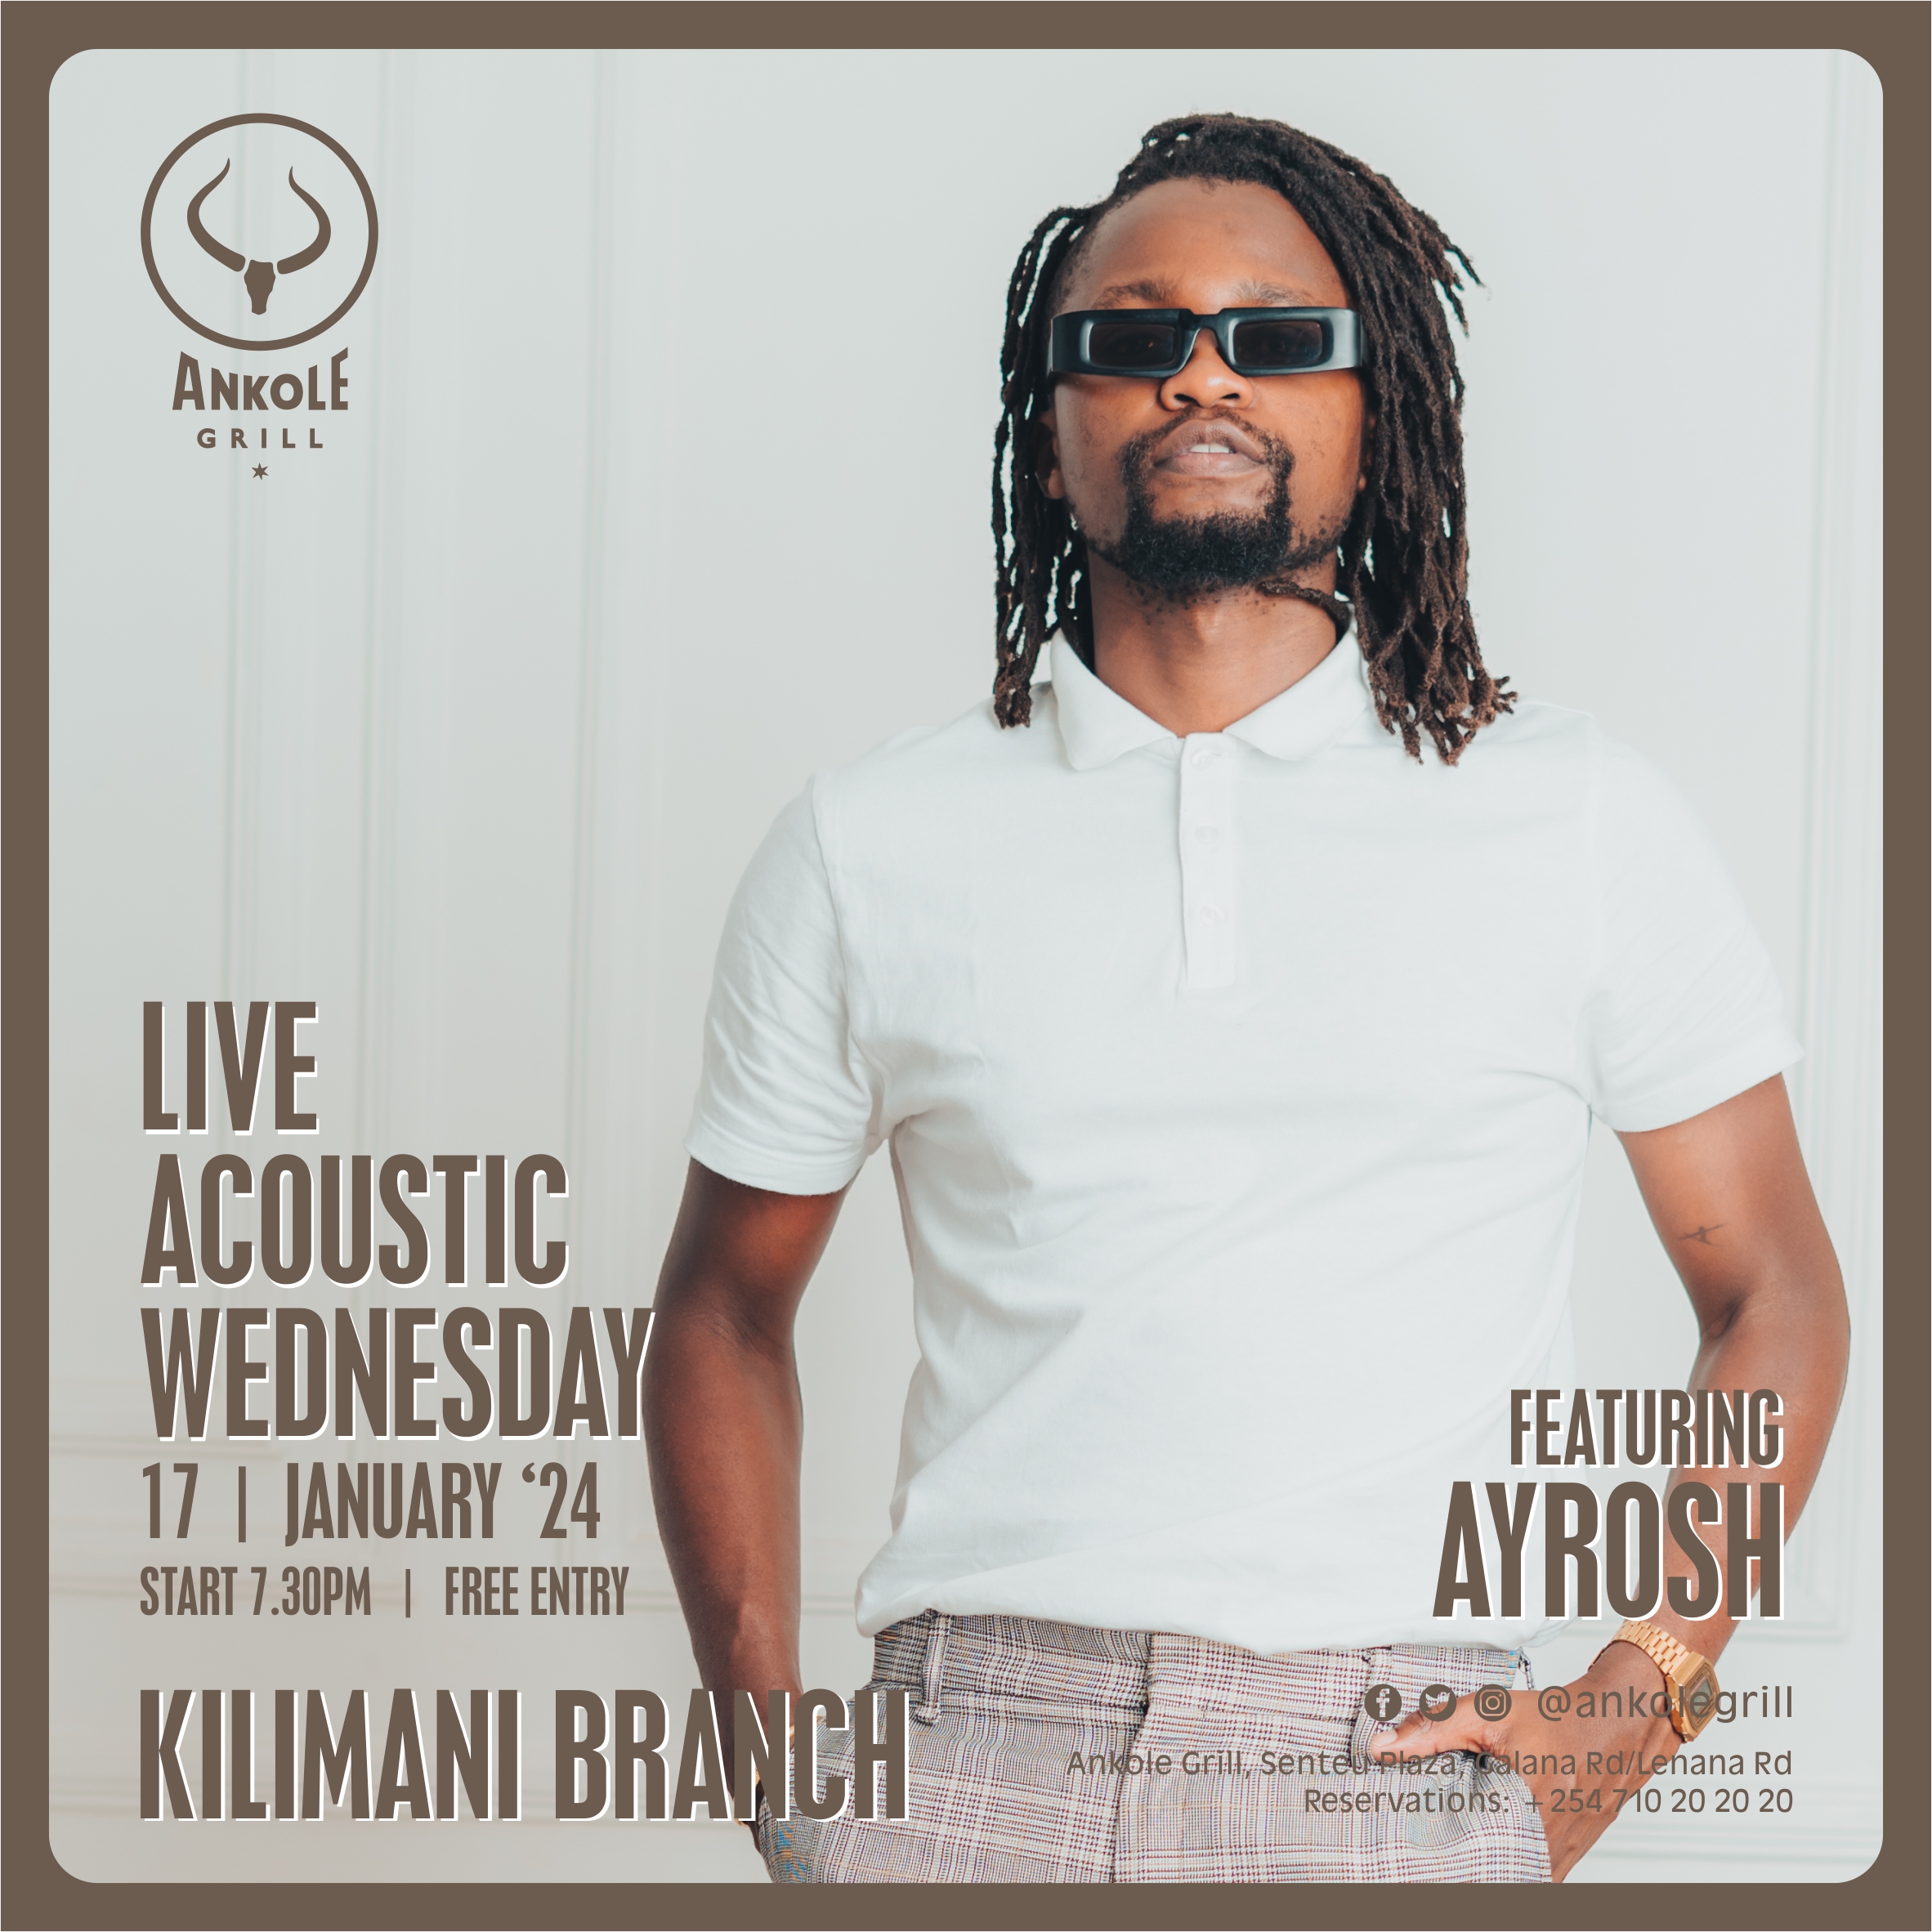 ANKOLE
GRILL
LIVE
ACOUSTIC
WEDNESDAY
17 | JANUARY ‘24
START 7.30PM | FREE ENTRY
KILIMANI BRANCH
FEATURING
AYROSH
@ankolegrill
Ankole Grill, Senteu Plaza, Galana Rd/Lenana Rd
Reservations: +254 710 20 20 20